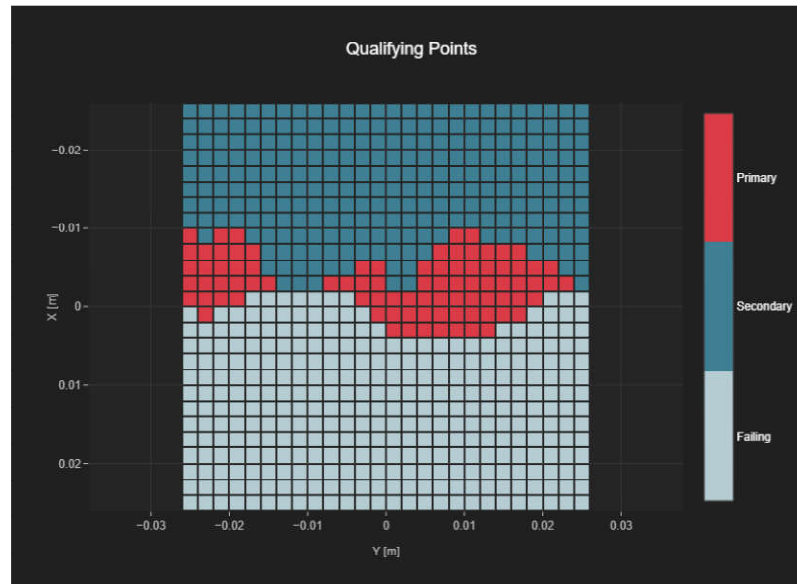 Qualifying Points
−0.02
−0.01
0
0.01
0.02
X [m]
−0.03
−0.02
−0.01
0
0.01
0.02
0.03
Y [m]
Primary
Secondary
Failing